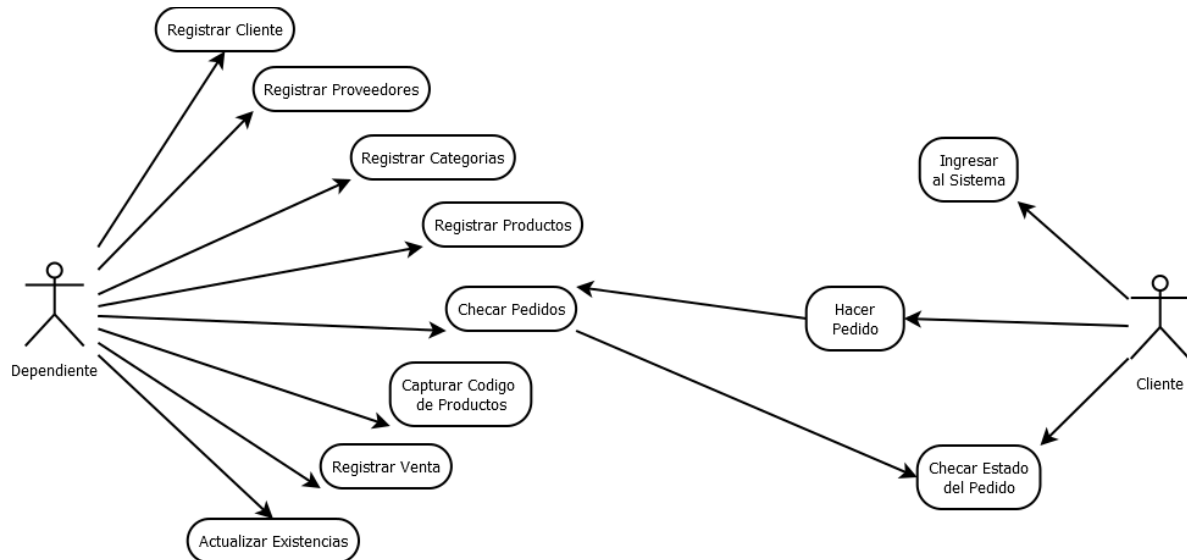 Registrar Cliente
Registrar Proveedores
Registrar Categorias
Registrar Productos
Checar Pedidos
Capturar Codigo
de Productos
Registrar Venta
Actualizar Existencias
Dependiente
Ingresar
al Sistema
Hacer
Pedido
Checar Estado
del Pedido
Cliente